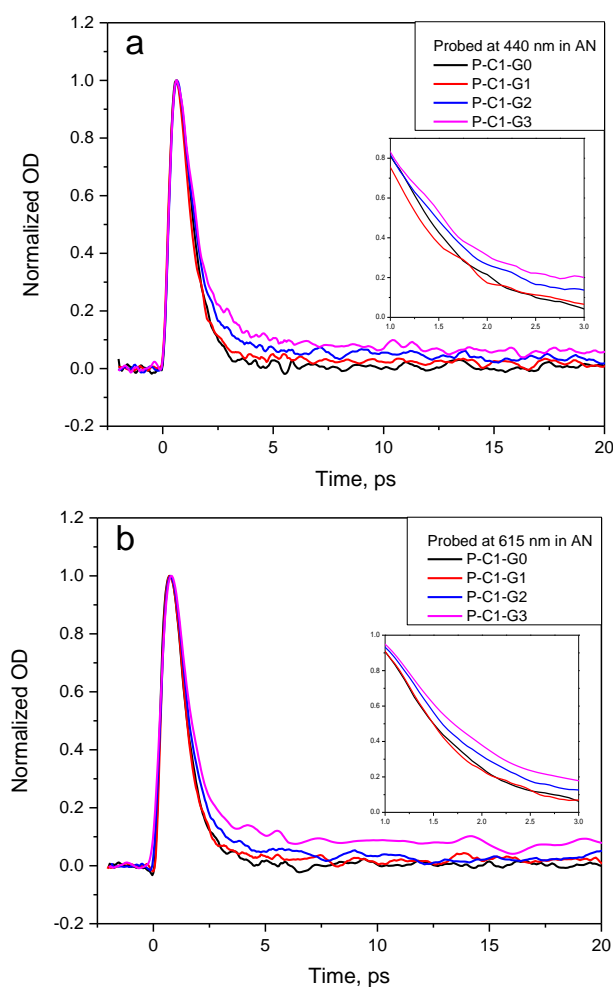 a
Probed at 440 nm in AN
P-C1-G0
P-C1-G1
P-C1-G2
P-C1-G3
Normalized OD
1.2
1.0
0.8
0.6
0.4
0.2
0.0
-0.2
0.8
0.6
0.4
0.2
0.0
1.0 1.5 2.0 2.5 3.0
0 5 10 15 20
Time, ps
b
Probed at 615 nm in AN
P-C1-G0
P-C1-G1
P-C1-G2
P-C1-G3
Normalized OD
1.2
1.0
0.8
0.6
0.4
0.2
0.0
-0.2
1.0
0.8
0.6
0.4
0.2
0.0
1.0 1.5 2.0 2.5 3.0
0 5 10 15 20
Time, ps